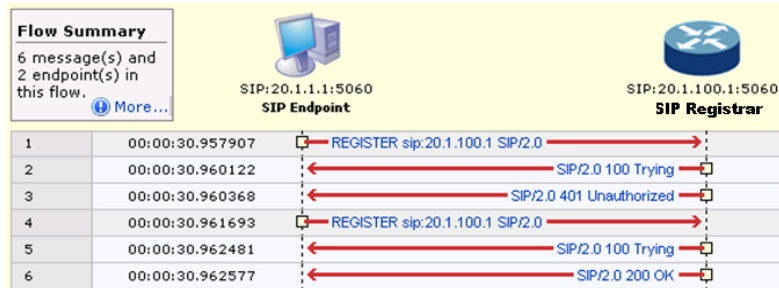 Flow Summary
6 message(s) and
2 endpoint(s) in
this flow.
More...
SIP:20.1.1.1:5060
SIP Endpoint
SIP:20.1.100.1:5060
SIP Registrar
1 00:00:30.957907 REGISTER sip:20.1.100.1 SIP/2.0
2 00:00:30.960122 SIP/2.0 100 Trying
3 00:00:30.960368 SIP/2.0 401 Unauthorized
4 00:00:30.961693 REGISTER sip:20.1.100.1 SIP/2.0
5 00:00:30.962481 SIP/2.0 100 Trying
6 00:00:30.962577 SIP/2.0 200 OK